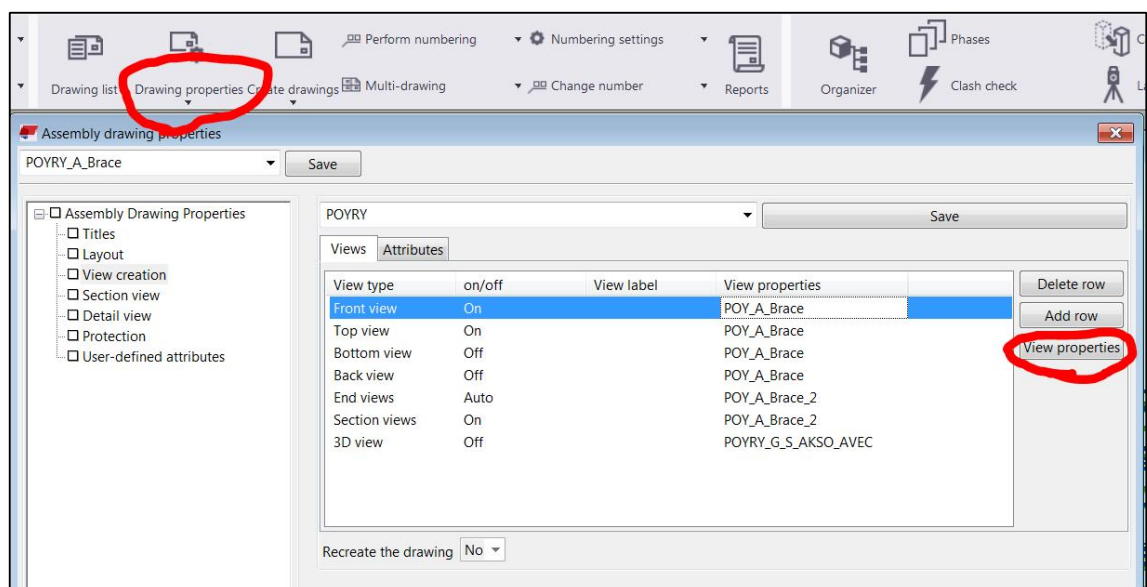 Perform numbering
Numbering settings
Phases
Drawing list
Drawing properties
Create drawings
Multi-drawing
Change number
Reports
Organizer
Clash check
Assembly drawing properties
POYRY_A_Brace
Save
Assembly Drawing Properties
Titles
Layout
View creation
Section view
Detail view
Protection
User-defined attributes
POYRY
Save
Views Attributes
View type on/off View label View properties
Front view On POY_A_Brace
Top view On POY_A_Brace
Bottom view Off POY_A_Brace
Back view Off POY_A_Brace
End views Auto POY_A_Brace_2
Section views On POY_A_Brace_2
3D view Off POYRY_G_S_AKSO_AVEC
Delete row
Add row
View properties
Recreate the drawing No